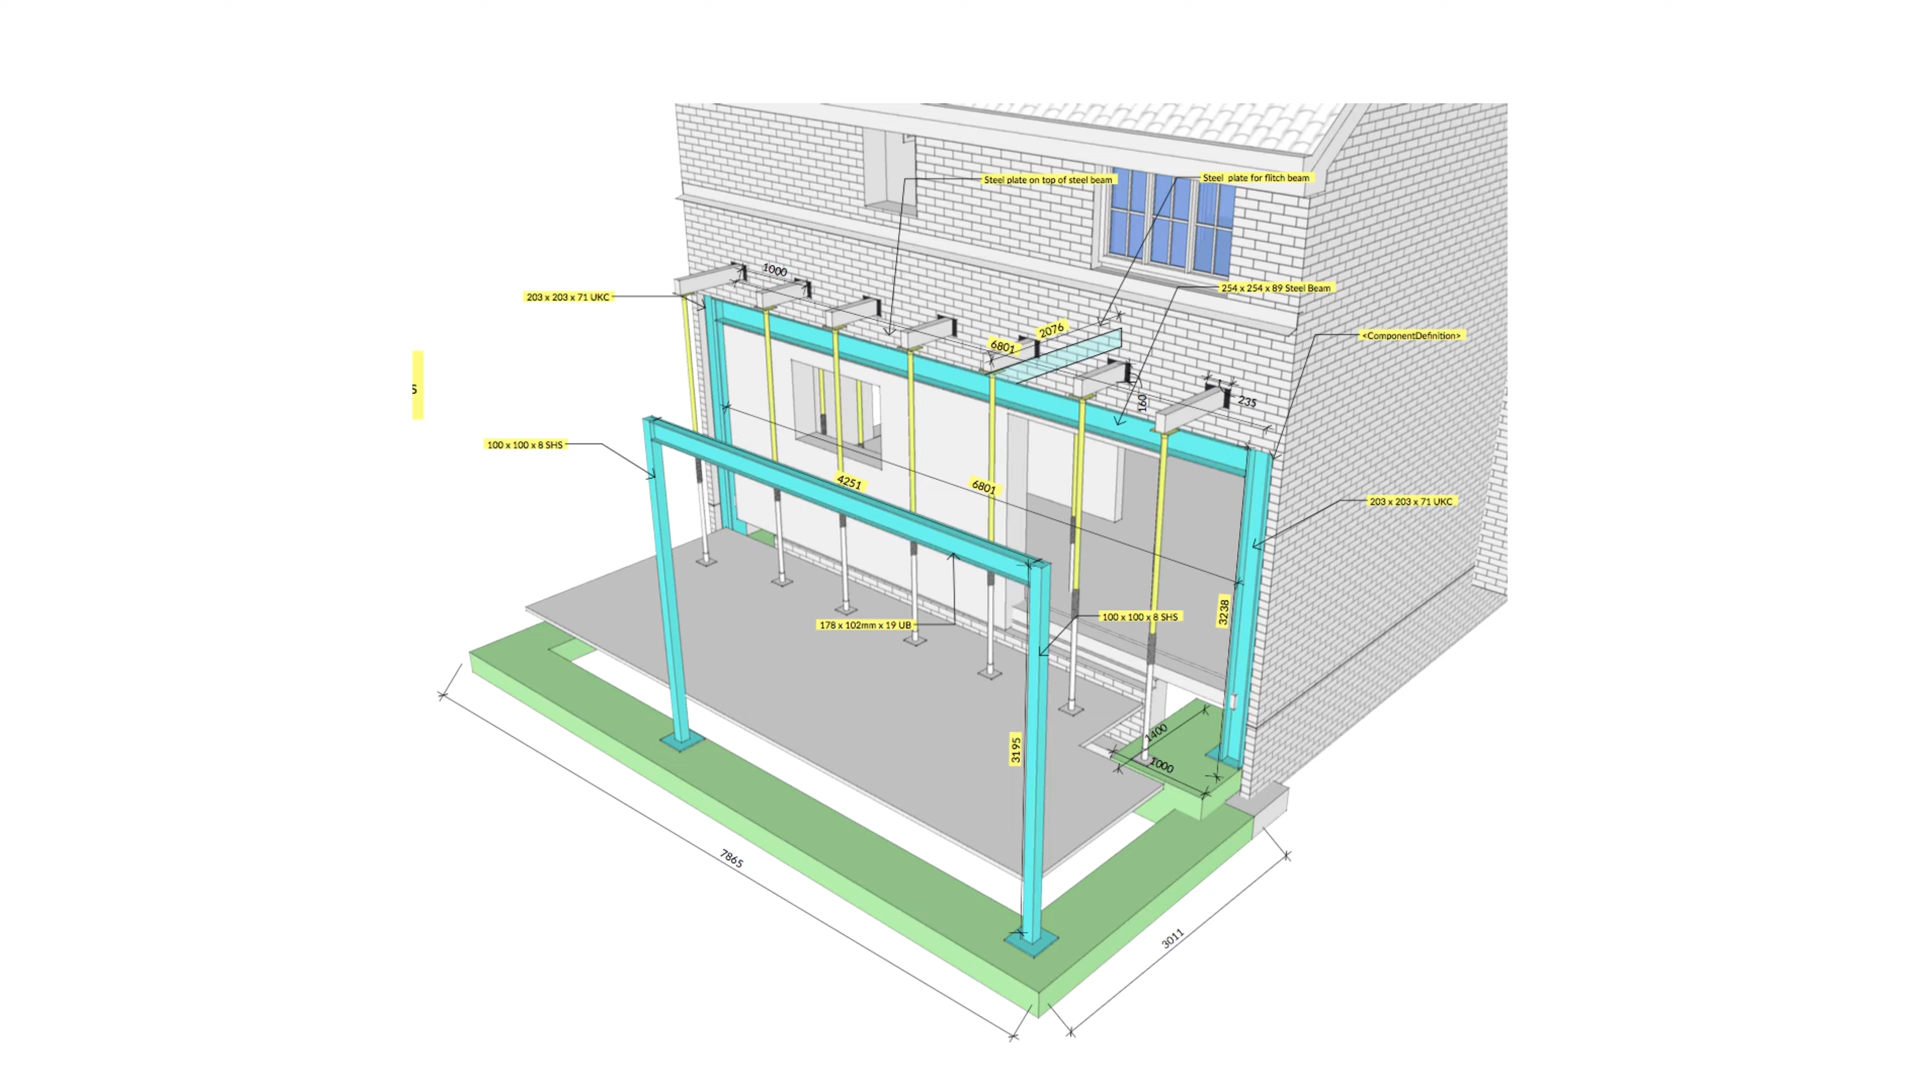 Steel plate on top of steel beam
Steel plate for flitch beam
1000
203 x 203 x 71 UKC
254 x 254 x 89 Steel Beam
2076
6801
<ComponentDefinition>
S
160
235
100 x 100 x 8 SHS
4251
6801
203 x 203 x 71 UKC
3238
178 x 102mm x 19 UB
100 x 100 x 8 SHS
1400
3195
1000
7865
3011